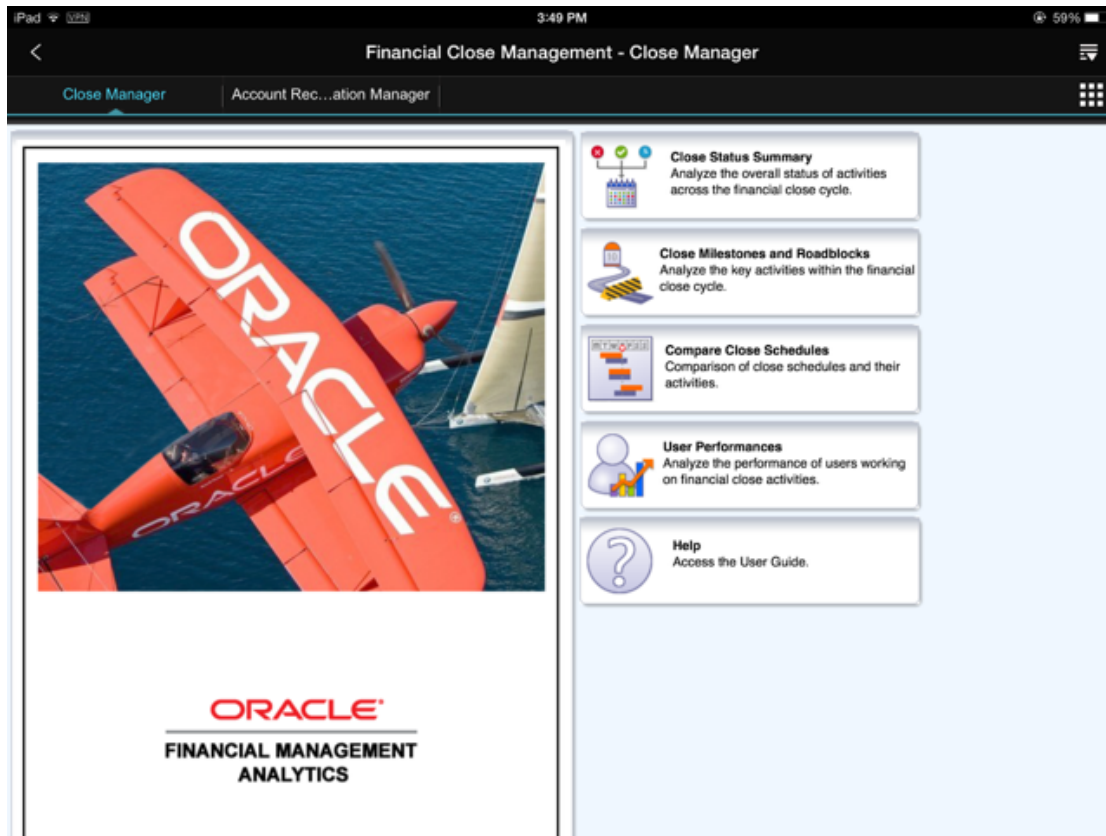 iPad VPN 3:49 PM 59%
Financial Close Management - Close Manager
Close Manager Account Rec...ation Manager
ORACLE
ORACLE
ORACLE
FINANCIAL MANAGEMENT
ANALYTICS
Close Status Summary
Analyze the overall status of activities
across the financial close cycle.
Close Milestones and Roadblocks
Analyze the key activities within the financial
close cycle.
Compare Close Schedules
Comparison of close schedules and their
activities.
User Performances
Analyze the performance of users working
on financial close activities.
Help
Access the User Guide.